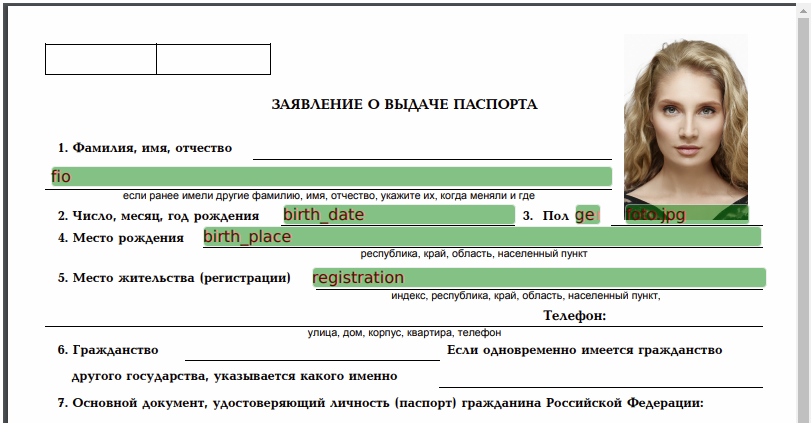 ЗАЯВЛЕНИЕ О ВЫДАЧЕ ПАСПОРТА
1. Фамилия, имя, отчество
fio
если ранее имели другие фамилию, имя, отчество, укажите их, когда меняли и где
2. Число, месяц, год рождения birth_date 3. Пол ge foto.jpg
4. Место рождения birth_place
республика, край, область, населенный пункт
5. Место жительства (регистрации) registration
индекс, республика, край, область, населенный пункт,
Телефон:
улица, дом, корпус, квартира, телефон
6. Гражданство Если одновременно имеется гражданство
другого государства, указывается какого именно
7. Основной документ, удостоверяющий личность (паспорт) гражданина Российской Федерации: